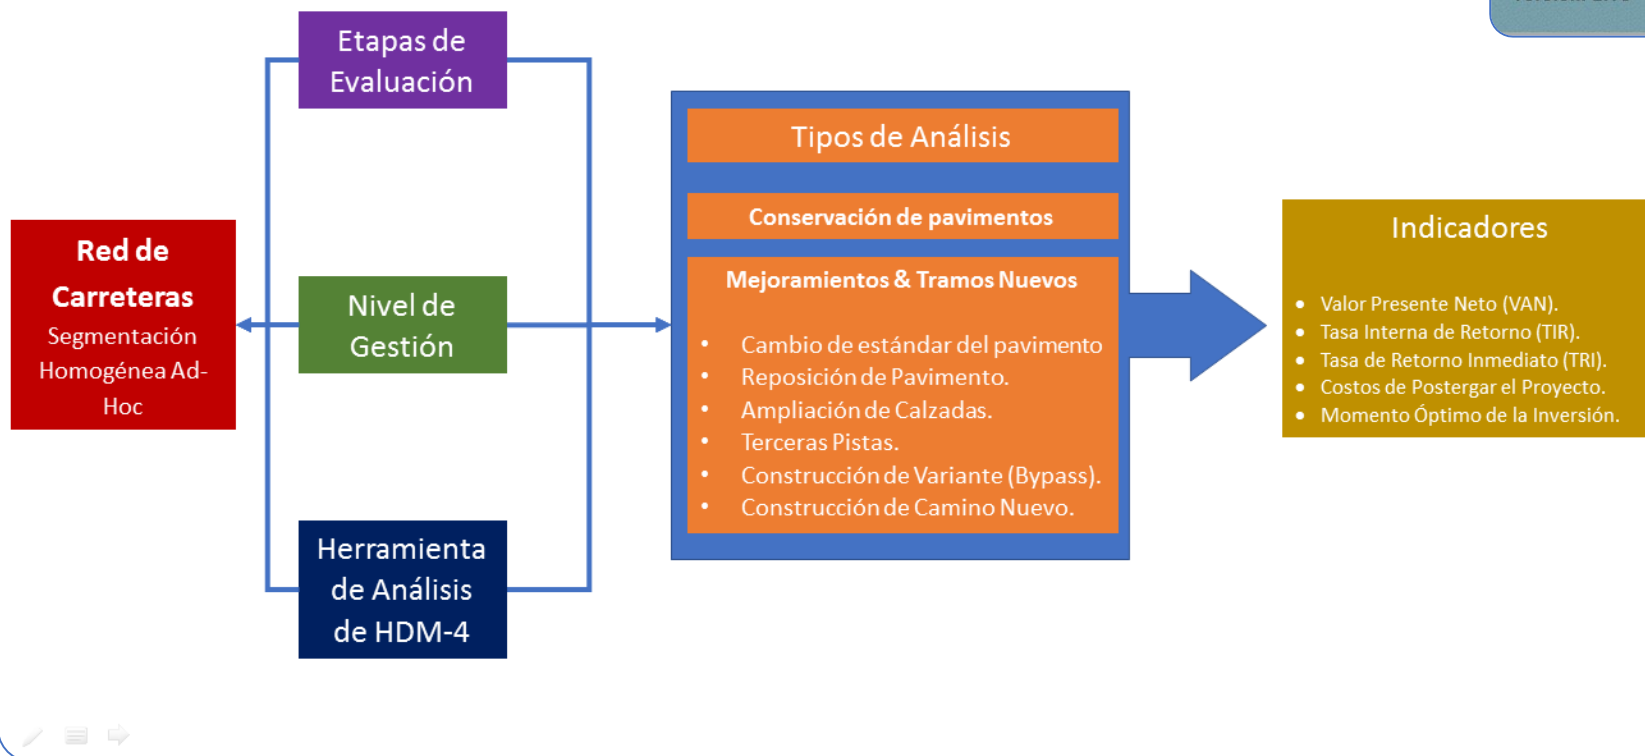 Etapas de
Evaluación
Red de
Carreteras
Segmentación
Homogénea Ad-
Hoc
Nivel de
Gestión
Herramienta
de Análisis
de HDM-4
Tipos de Análisis
Conservación de pavimentos
Mejoramientos & Tramos Nuevos
• Cambio de estándar del pavimento
• Reposición de Pavimento.
• Ampliación de Calzadas.
• Terceras Pistas.
• Construcción de Variante (Bypass).
• Construcción de Camino Nuevo.
Indicadores
• Valor Presente Neto (VAN).
• Tasa Interna de Retorno (TIR).
• Tasa de Retorno Inmediato (TRI).
• Costos de Postergar el Proyecto.
• Momento Óptimo de la Inversión.